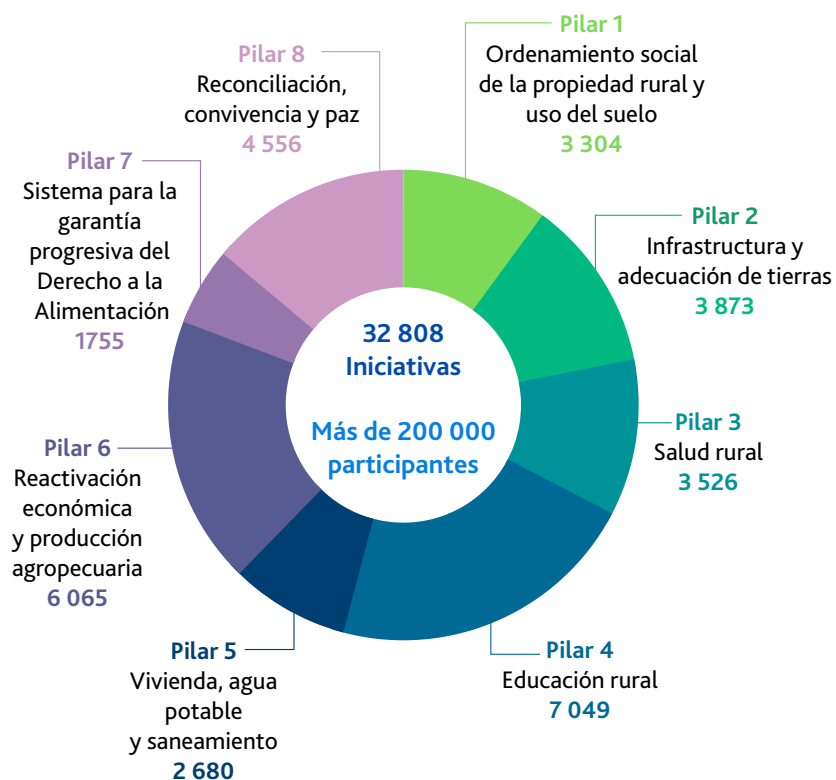 Pilar 1
Ordenamiento social
de la propiedad rural y
uso del suelo
3 304
Pilar 2
Infrastructura y
adecuación de tierras
3 873
Pilar 3
Salud rural
3 526
Pilar 4
Educación rural
7 049
Pilar 5
Vivienda, agua
potable
y saneamiento
2 680
Pilar 6
Reactivación
económica
y producción
agropecuaria
6 065
Pilar 7
Sistema para la
garantía
progresiva del
Derecho a la
Alimentación
1755
Pilar 8
Reconciliación,
convivencia y paz
4 556
32 808
Iniciativas
Más de 200 000
participantes